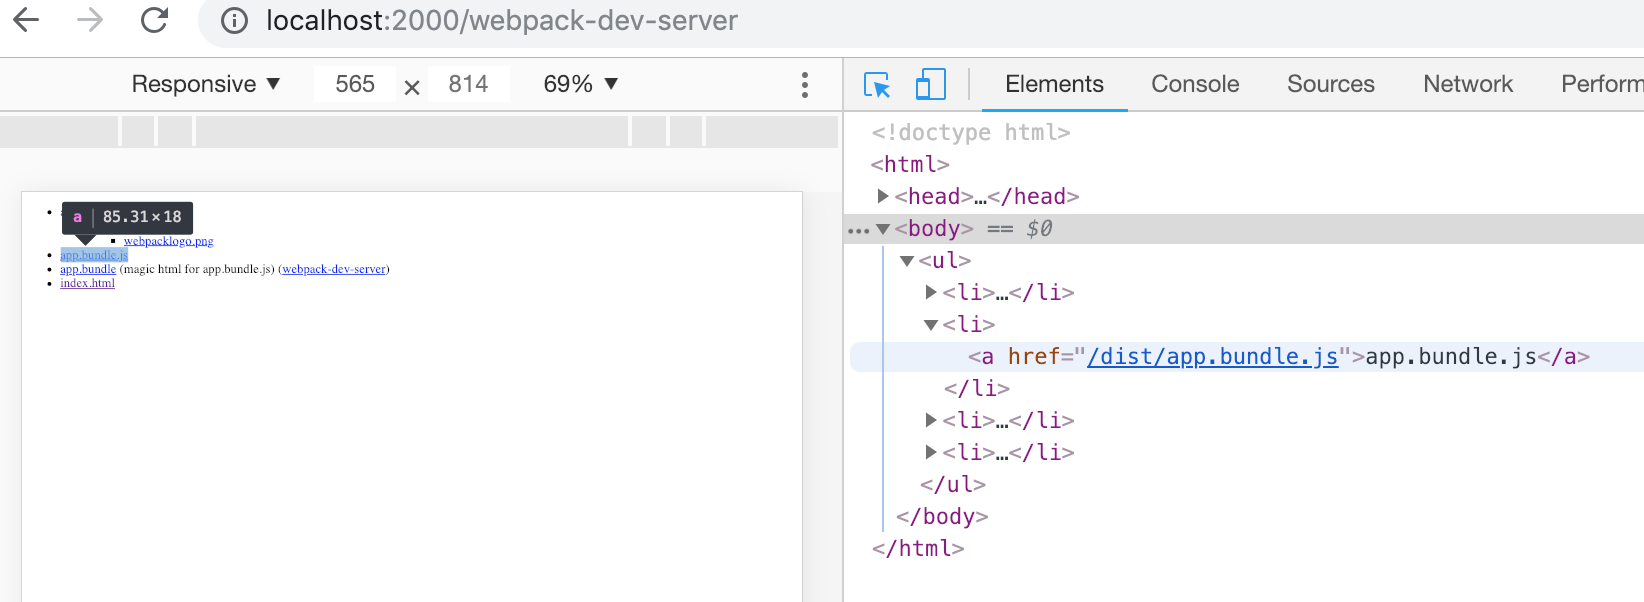 localhost:2000/webpack-dev-server
Responsive ▼ 565 × 814 69% ▼
Elements Console Sources Network Perform
a | 85.31×18
webpacklogo.png
app.bundle.js
app.bundle (magic html for app.bundle.js) (webpack-dev-server)
index.html
<!doctype html>
<html>
▶<head>…</head>
…▼<body> == $0
▼<ul>
▶<li>…</li>
▼<li>
<a href="/dist/app.bundle.js">app.bundle.js</a>
</li>
▶<li>…</li>
▶<li>…</li>
</ul>
</body>
</html>